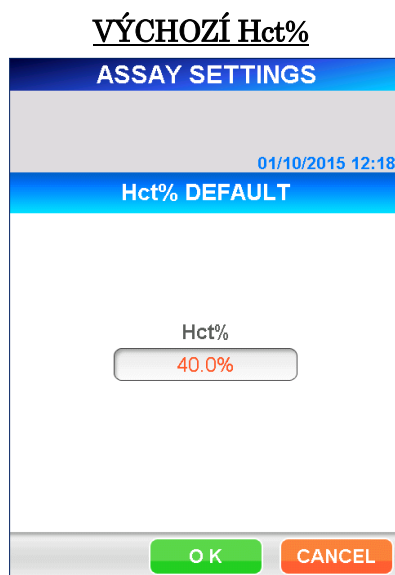 VÝCHOZÍ Hct%
ASSAY SETTINGS
01/10/2015 12:18
Hct% DEFAULT
Hct%
40.0%
O K
CANCEL